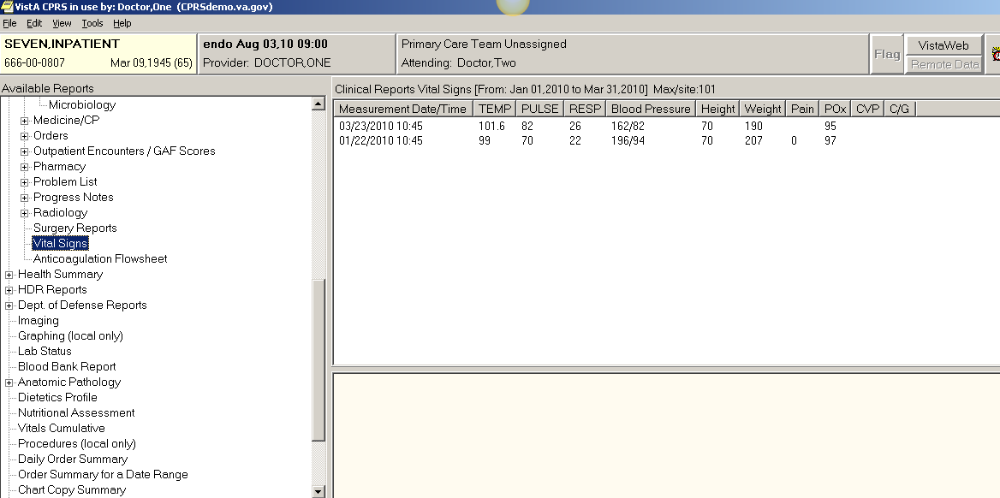 VistA CPRS in use by: Doctor,One (CPRSdemo.va.gov)
File Edit View Tools Help
SEVEN,INPATIENT
666-00-0807 Mar 09,1945 (65)
endo Aug 03,10 09:00
Provider: DOCTOR,ONE
Primary Care Team Unassigned
Attending: Doctor,Two
Flag
VistaWeb
Remote Data
Available Reports
Microbiology
Medicine/CP
Orders
Outpatient Encounters / GAF Scores
Pharmacy
Problem List
Progress Notes
Radiology
Surgery Reports
Vital Signs
Anticoagulation Flowsheet
Health Summary
HDR Reports
Dept. of Defense Reports
Imaging
Graphing (local only)
Lab Status
Blood Bank Report
Anatomic Pathology
Dietetics Profile
Nutritional Assessment
Vitals Cumulative
Procedures (local only)
Daily Order Summary
Order Summary for a Date Range
Chart Copy Summary
Clinical Reports Vital Signs [From: Jan 01,2010 to Mar 31,2010] Max/site:101
Measurement Date/Time TEMP PULSE RESP Blood Pressure Height Weight Pain POx CVP C/G
03/23/2010 10:45 101.6 82 26 162/82 70 190 95
01/22/2010 10:45 99 70 22 196/94 70 207 0 97